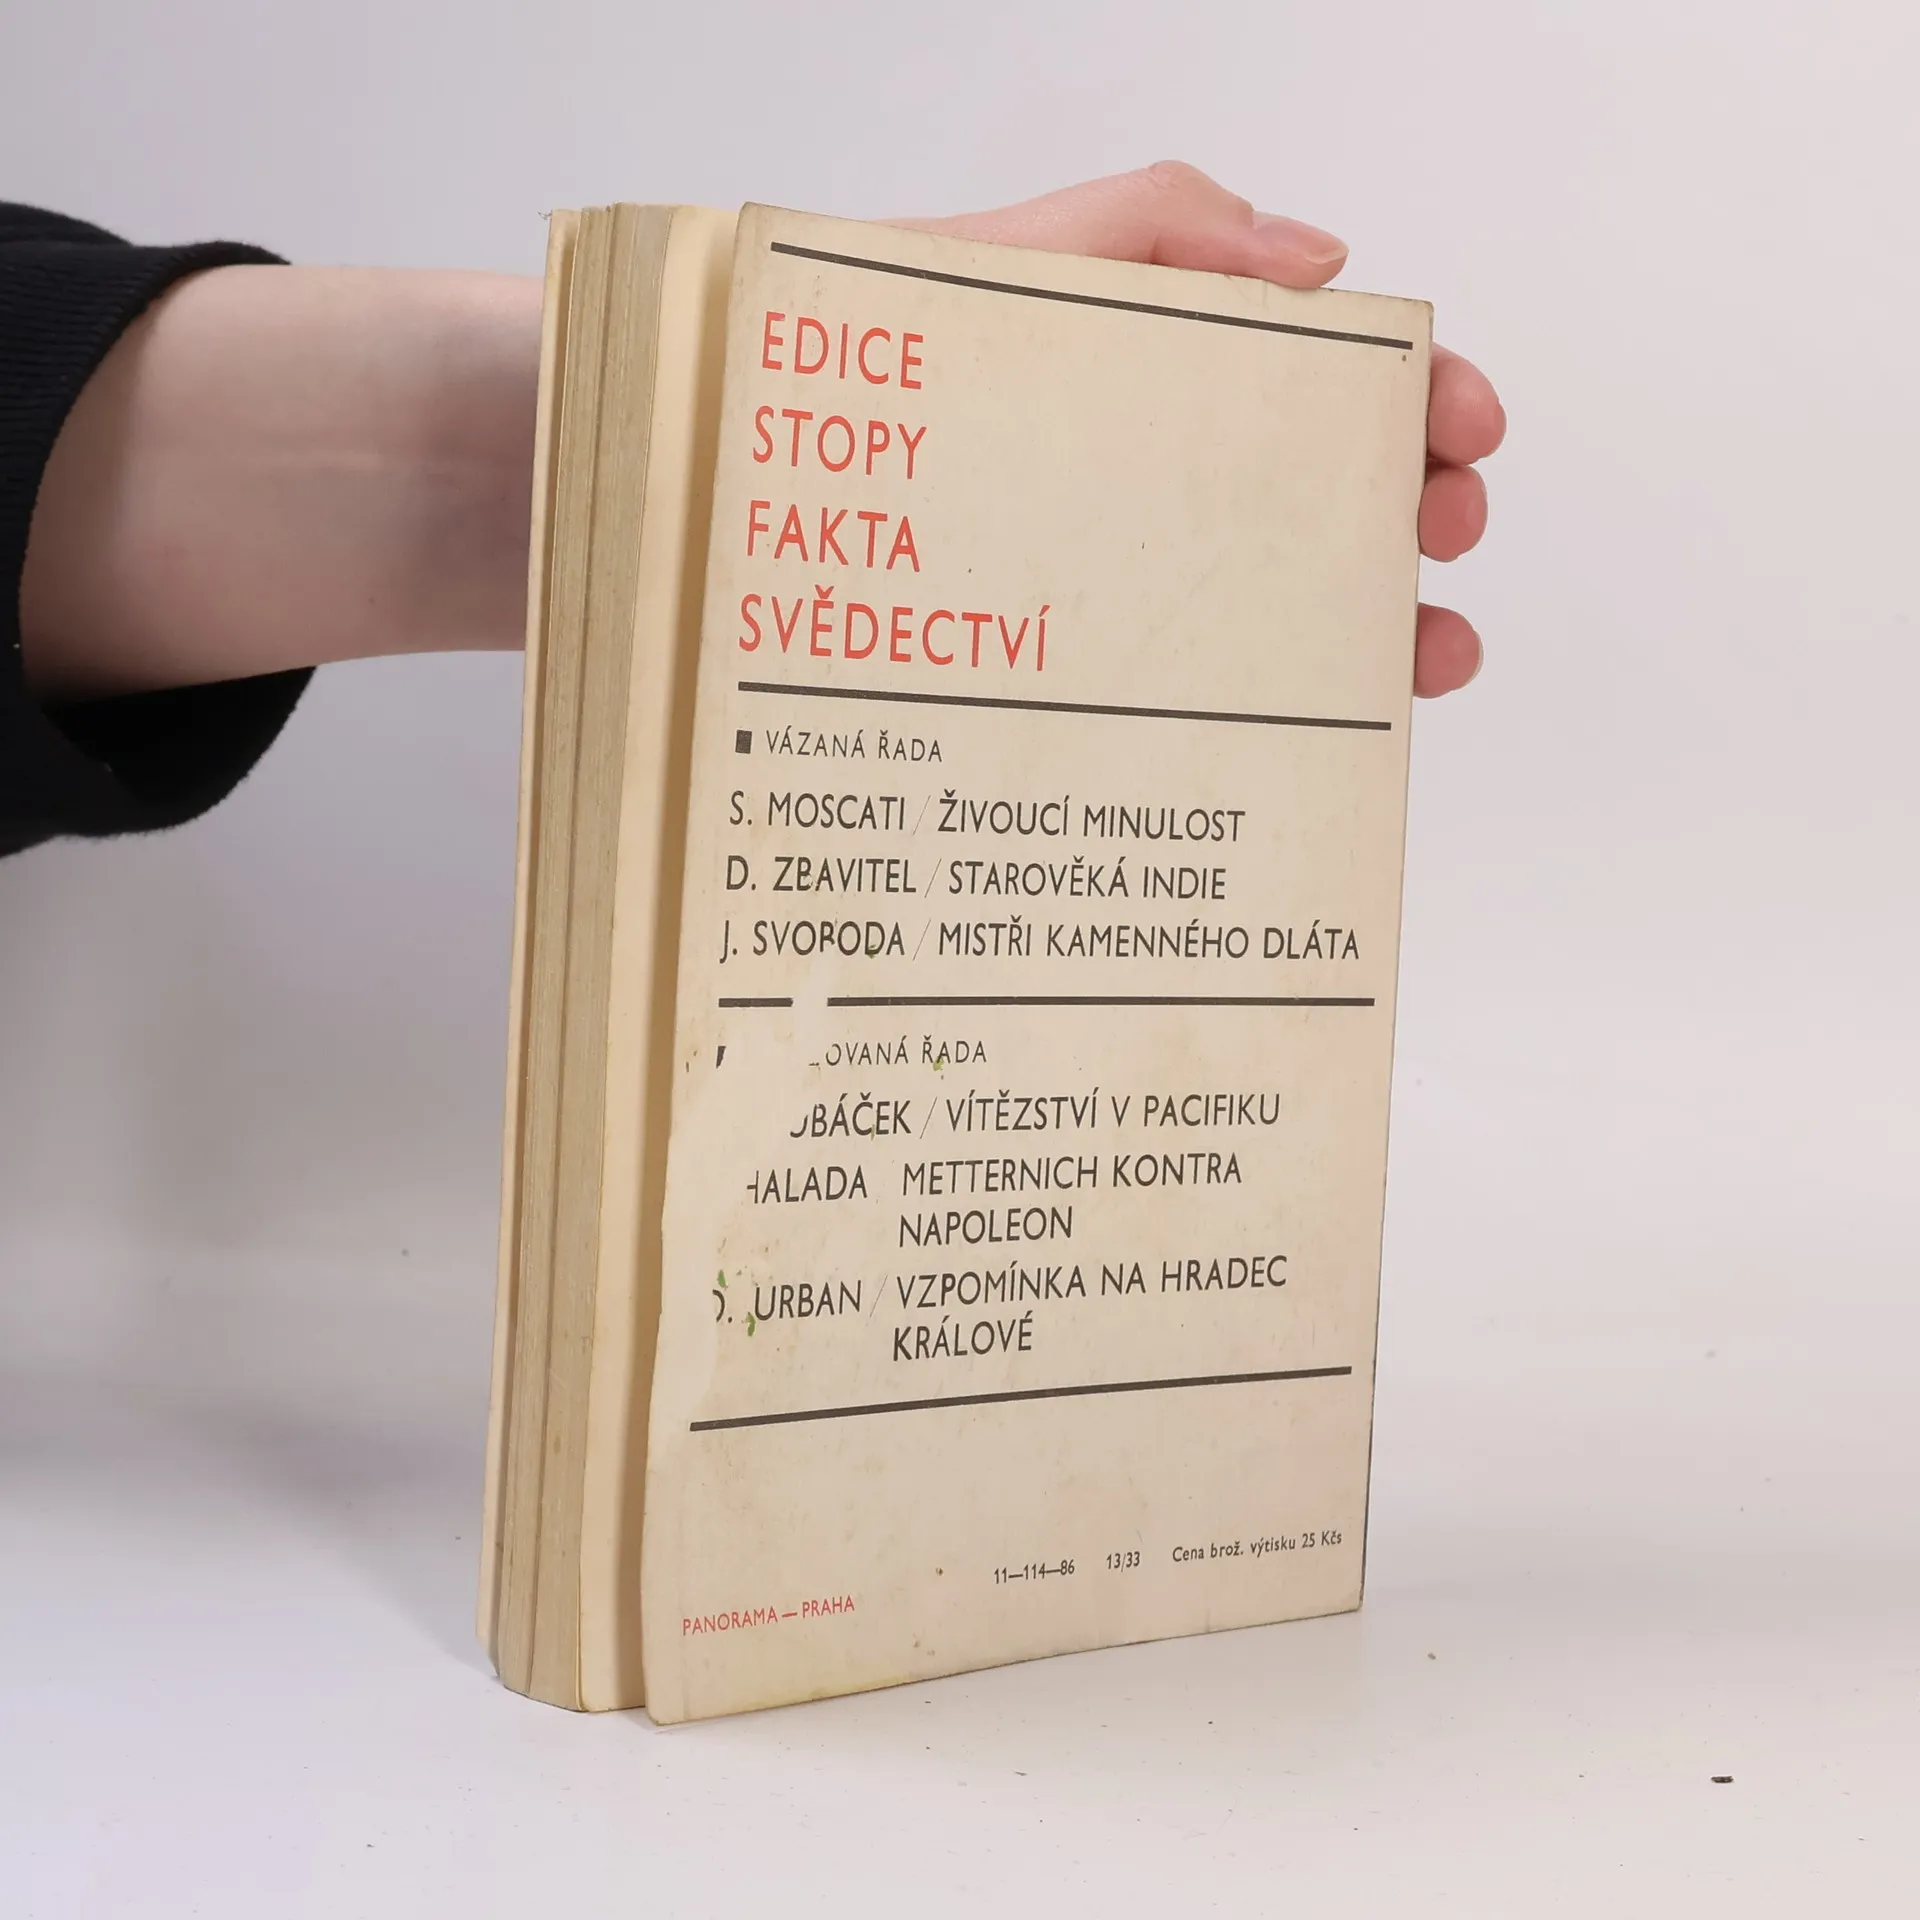 EDICE
STOPY
FAKTA
SVĚDECTVÍ
VÁZANÁ ŘADA
S. MOSCATI / ŽIVOUCÍ MINULOST
D. ZBAVITEL / STAROVĚKÁ INDIE
J. SVOBODA / MISTŘI KAMENNÉHO DLÁTA
ŘADA
/ VÍTĚZSTVÍ V PACIFIKU
HALADA METTERNICH KONTRA
NAPOLEON
URBAN / VZPOMÍNKA NA HRADEC
KRÁLOVÉ
11—114—86 13/33 Cena brož. výtisku 25 Kčs
PANORAMA — PRAHA